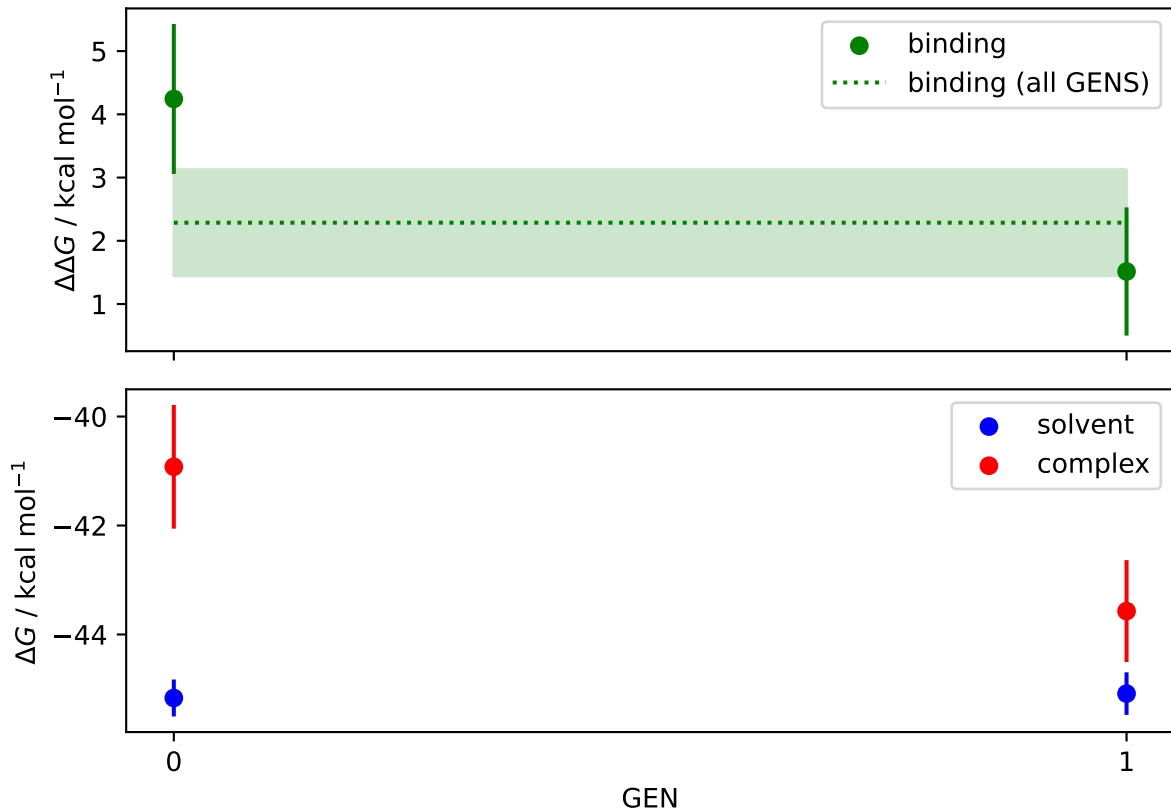 5
4
3
2
1
ΔΔG / kcal mol⁻¹
binding
binding (all GENS)
−40
−42
−44
ΔG / kcal mol⁻¹
solvent
complex
0
1
GEN